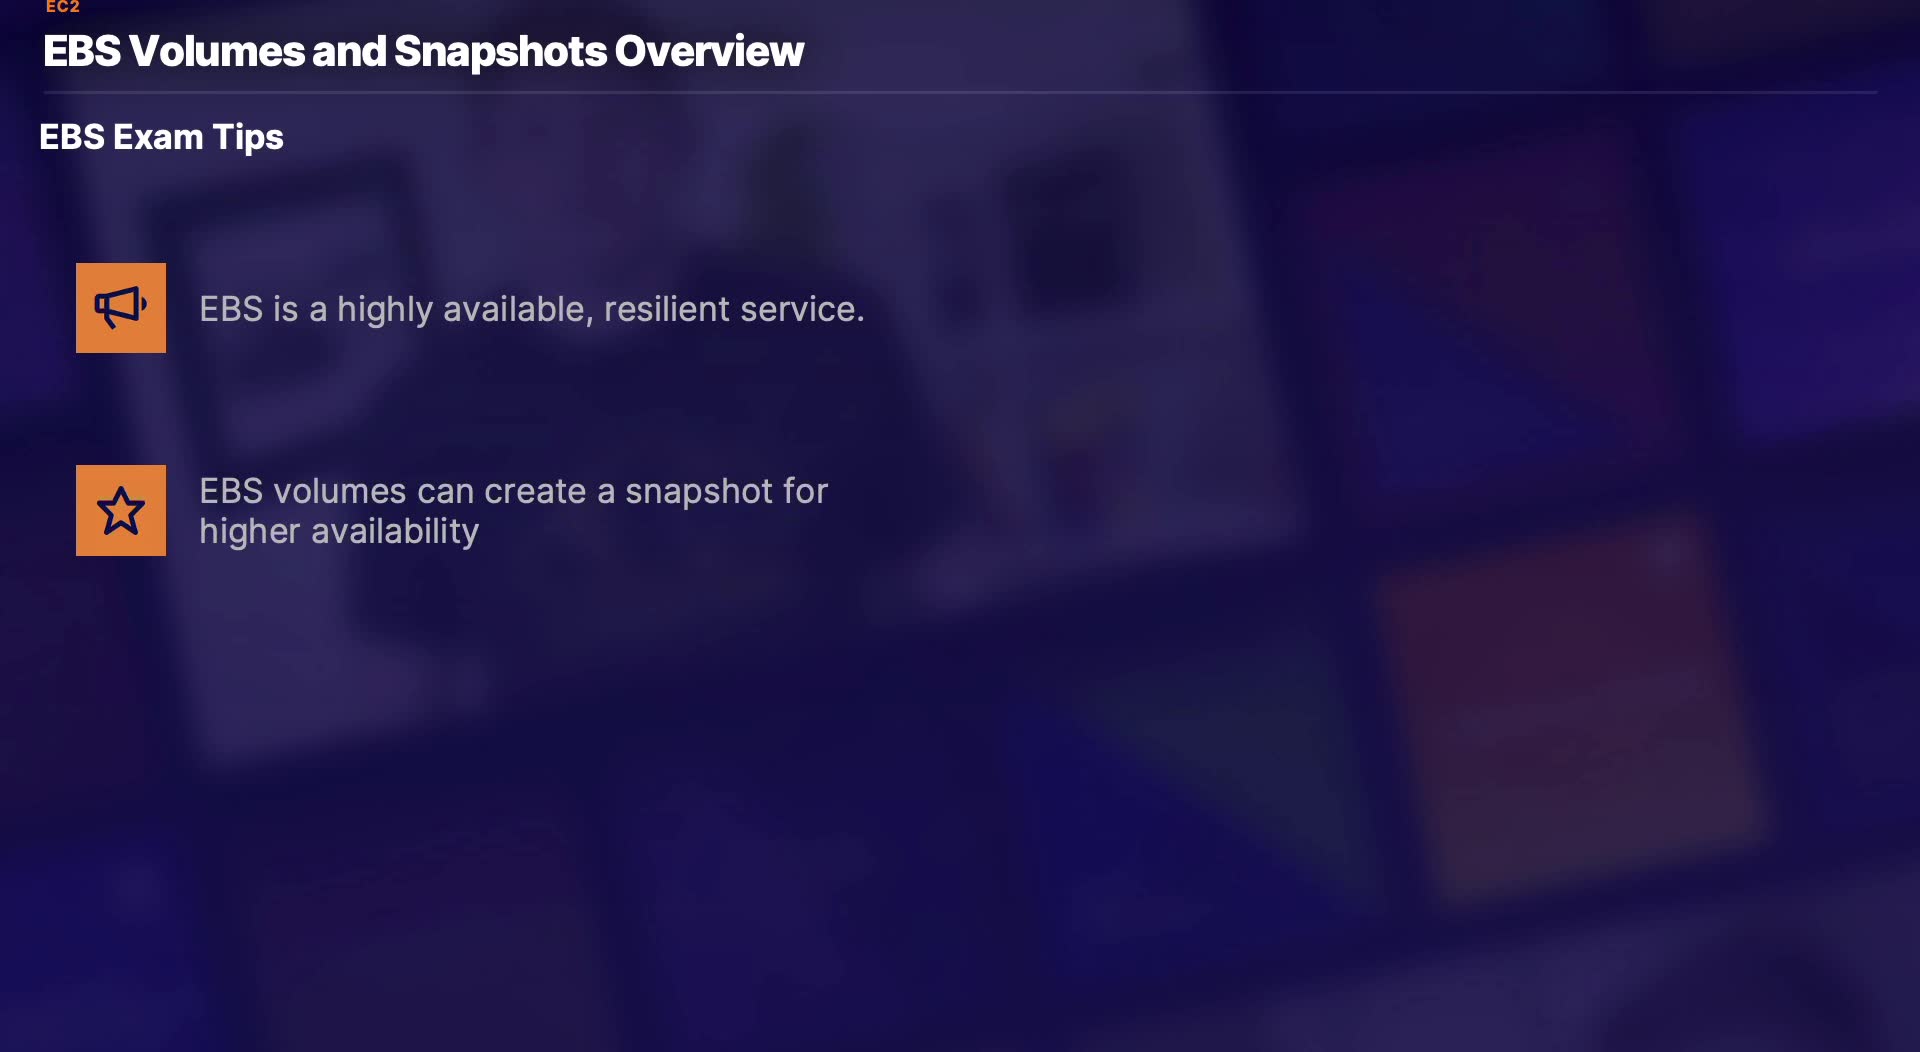 EC2
EBS Volumes and Snapshots Overview
EBS Exam Tips
EBS is a highly available, resilient service.
EBS volumes can create a snapshot for
higher availability